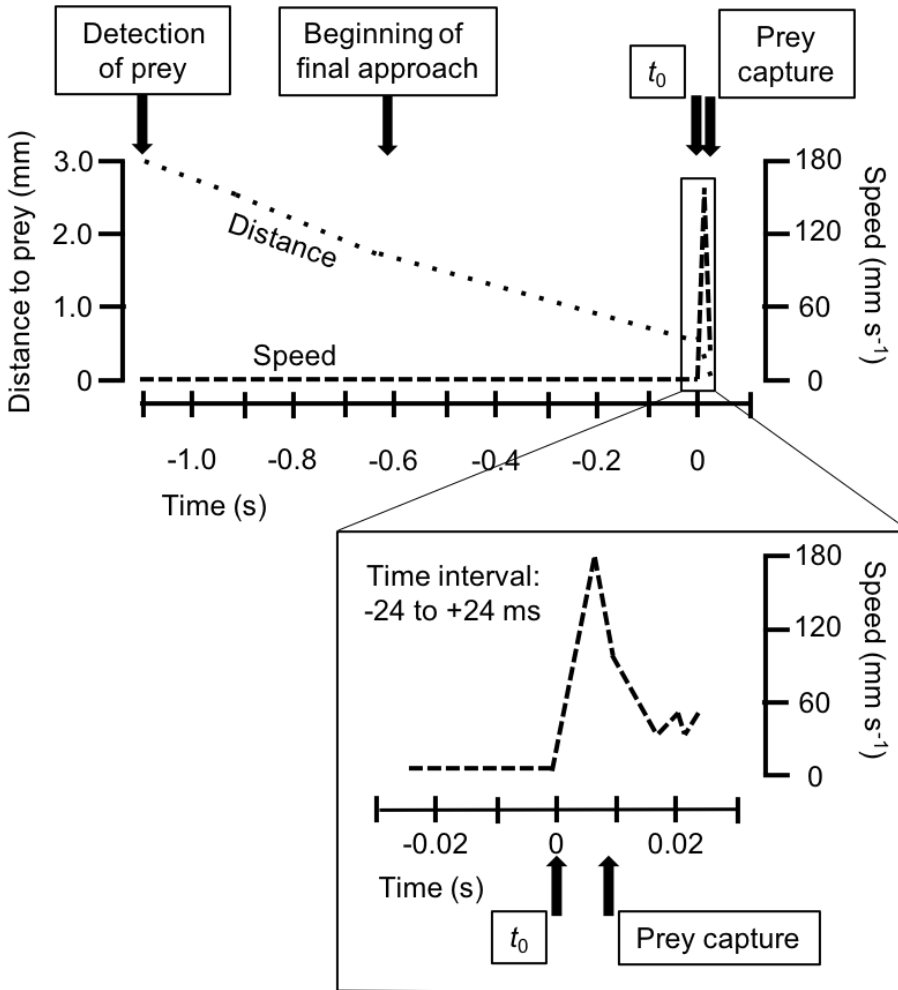 Detection
of prey
Beginning of
final approach
t0
Prey
capture
Distance to prey (mm)
3.0
2.0
1.0
0
Distance
Speed
180
120
60
0
Speed (mm s-1)
-1.0
-0.8
-0.6
-0.4
-0.2
0
Time (s)
Time interval:
-24 to +24 ms
180
120
60
0
Speed (mm s-1)
-0.02
0
0.02
Time (s)
t0
Prey capture